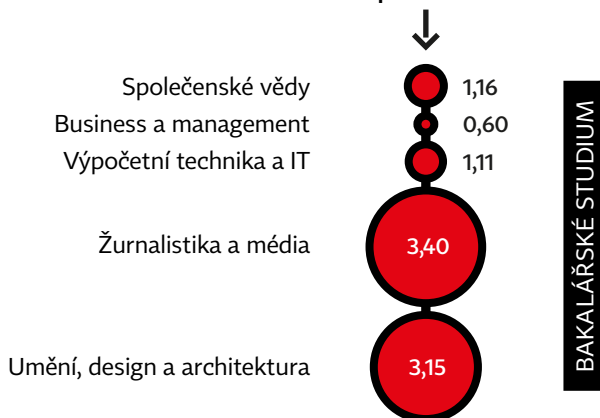 Společenské vědy 1,16
Business a management 0,60
Výpočetní technika a IT 1,11
Žurnalistika a média 3,40
Umění, design a architektura 3,15
BAKALÁŘSKÉ STUDIUM